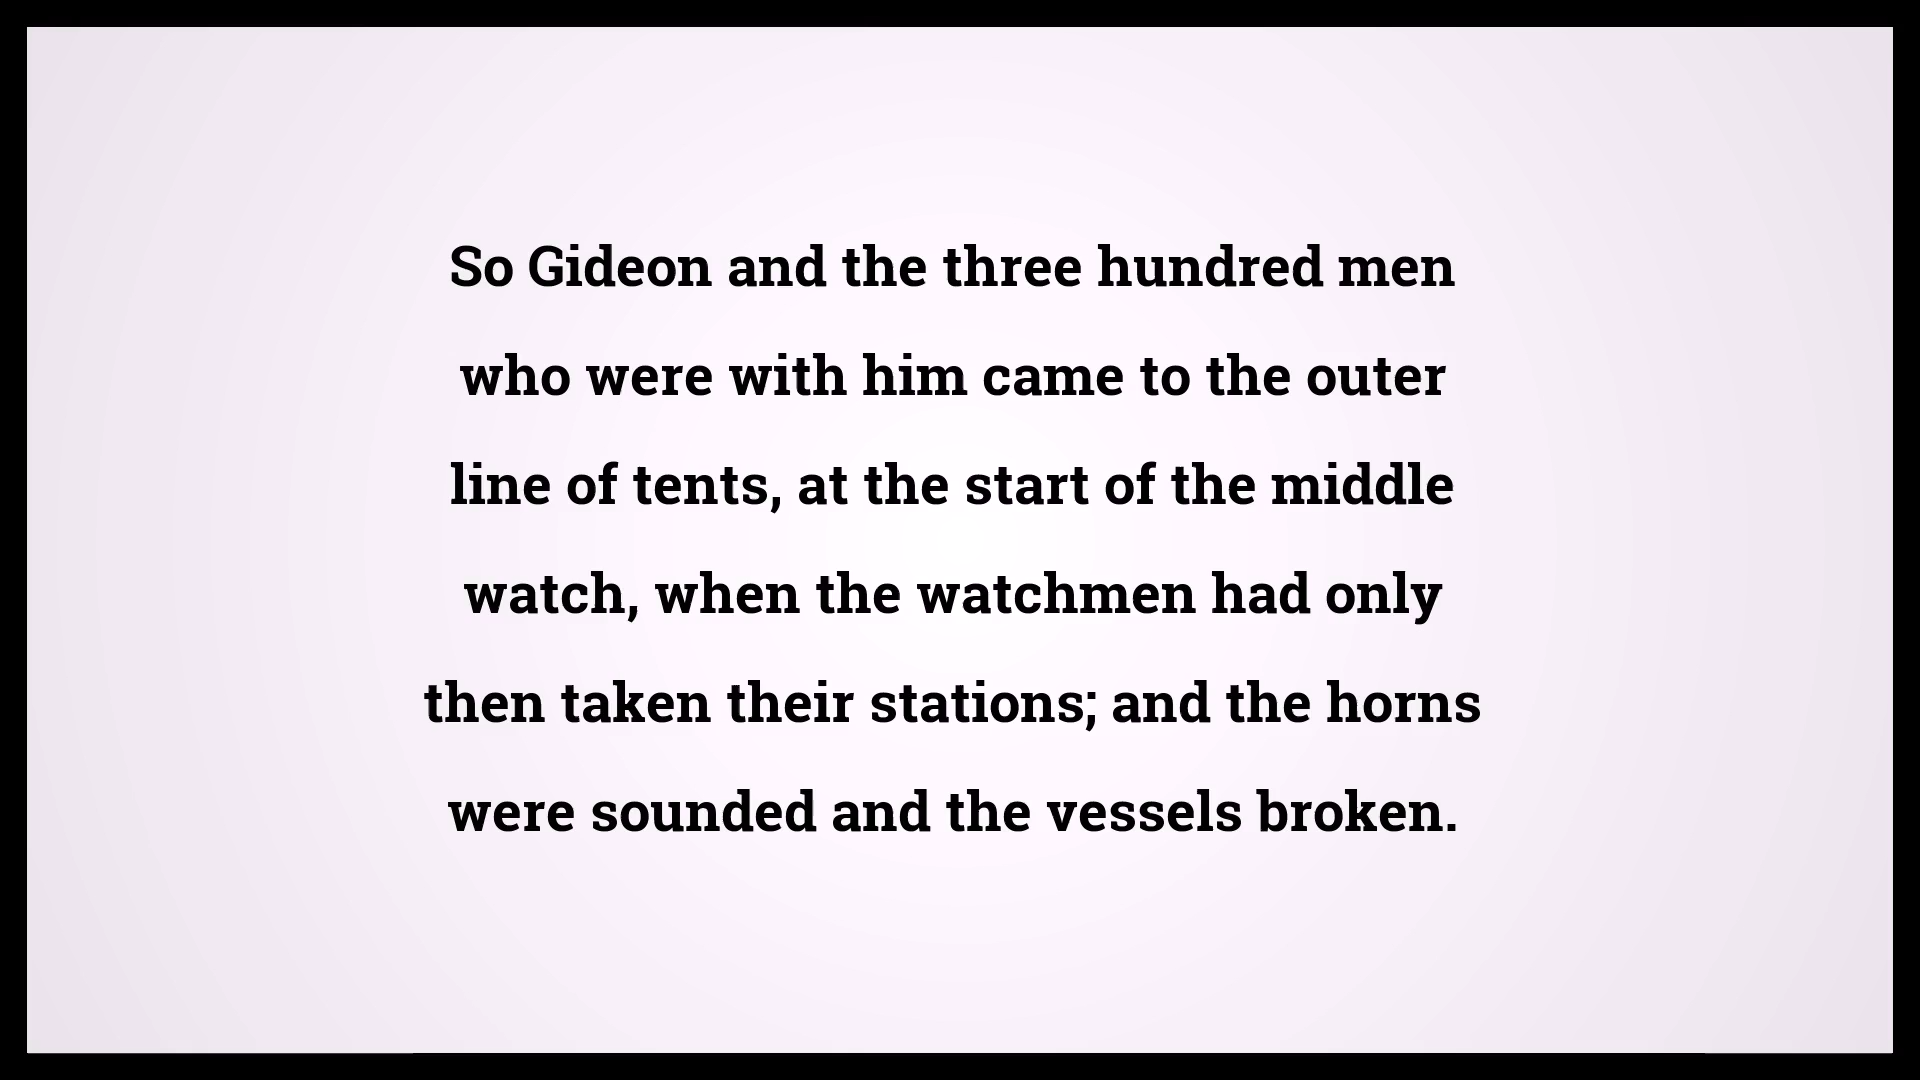 So Gideon and the three hundred men
who were with him came to the outer
line of tents, at the start of the middle
watch, when the watchmen had only
then taken their stations; and the horns
were sounded and the vessels broken.